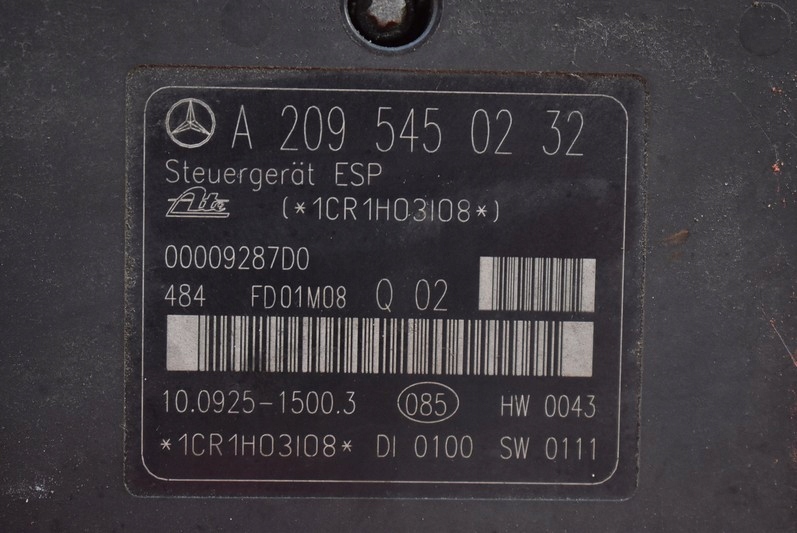 A 209 545 02 32
Steuergerät ESP
Ate (*1CR1H03I08*)
00009287D0
484 FD01M08 Q 02
10.0925-1500.3 085 HW 0043
*1CR1H03I08* DI 0100 SW 0111